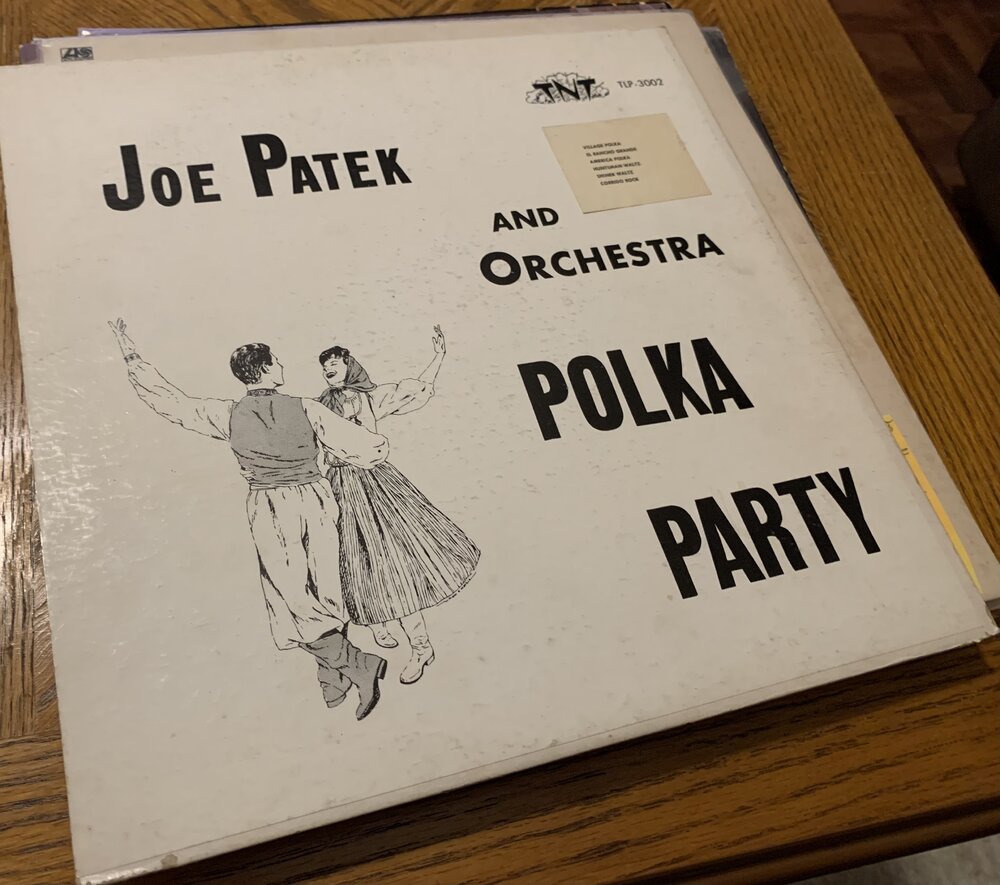 TNT TLP-3002
VILLAGE POLKA
EL RANCHO GRANDE
AMERICA POLKA
HUNTSMAN WALTZ
SHINER WALTZ
CORRIDO ROCK
JOE PATEK
AND
ORCHESTRA
POLKA
PARTY